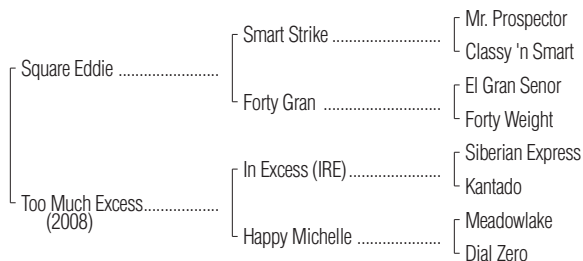 Mr. Prospector
Smart Strike ..............................
Classy 'n Smart
Square Eddie ............................
El Gran Senor
Forty Gran ................................
Forty Weight
Siberian Express
In Excess (IRE)..........................
Kantado
Too Much Excess.....................
(2008)
Meadowlake
Happy Michelle .......................
Dial Zero